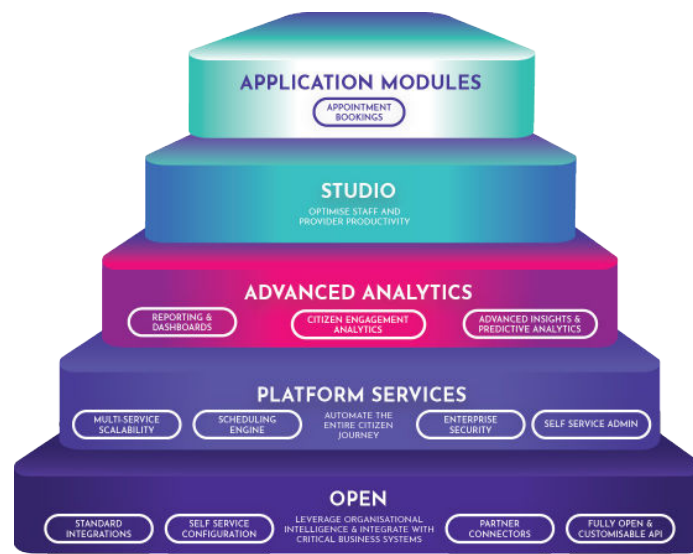 APPLICATION MODULES
APPOINTMENT
BOOKINGS
STUDIO
OPTIMISE STAFF AND
PROVIDER PRODUCTIVITY
ADVANCED ANALYTICS
REPORTING &
DASHBOARDS
CITIZEN ENGAGEMENT
ANALYTICS
ADVANCED INSIGHTS &
PREDICTIVE ANALYTICS
PLATFORM SERVICES
MULTI-SERVICE
SCALABILITY
SCHEDULING
ENGINE
AUTOMATE THE
ENTIRE CITIZEN
JOURNEY
ENTERPRISE
SECURITY
SELF SERVICE ADMIN
OPEN
STANDARD
INTEGRATIONS
SELF SERVICE
CONFIGURATION
LEVERAGE ORGANISATIONAL
INTELLIGENCE & INTEGRATE WITH
CRITICAL BUSINESS SYSTEMS
PARTNER
CONNECTORS
FULLY OPEN &
CUSTOMISABLE API